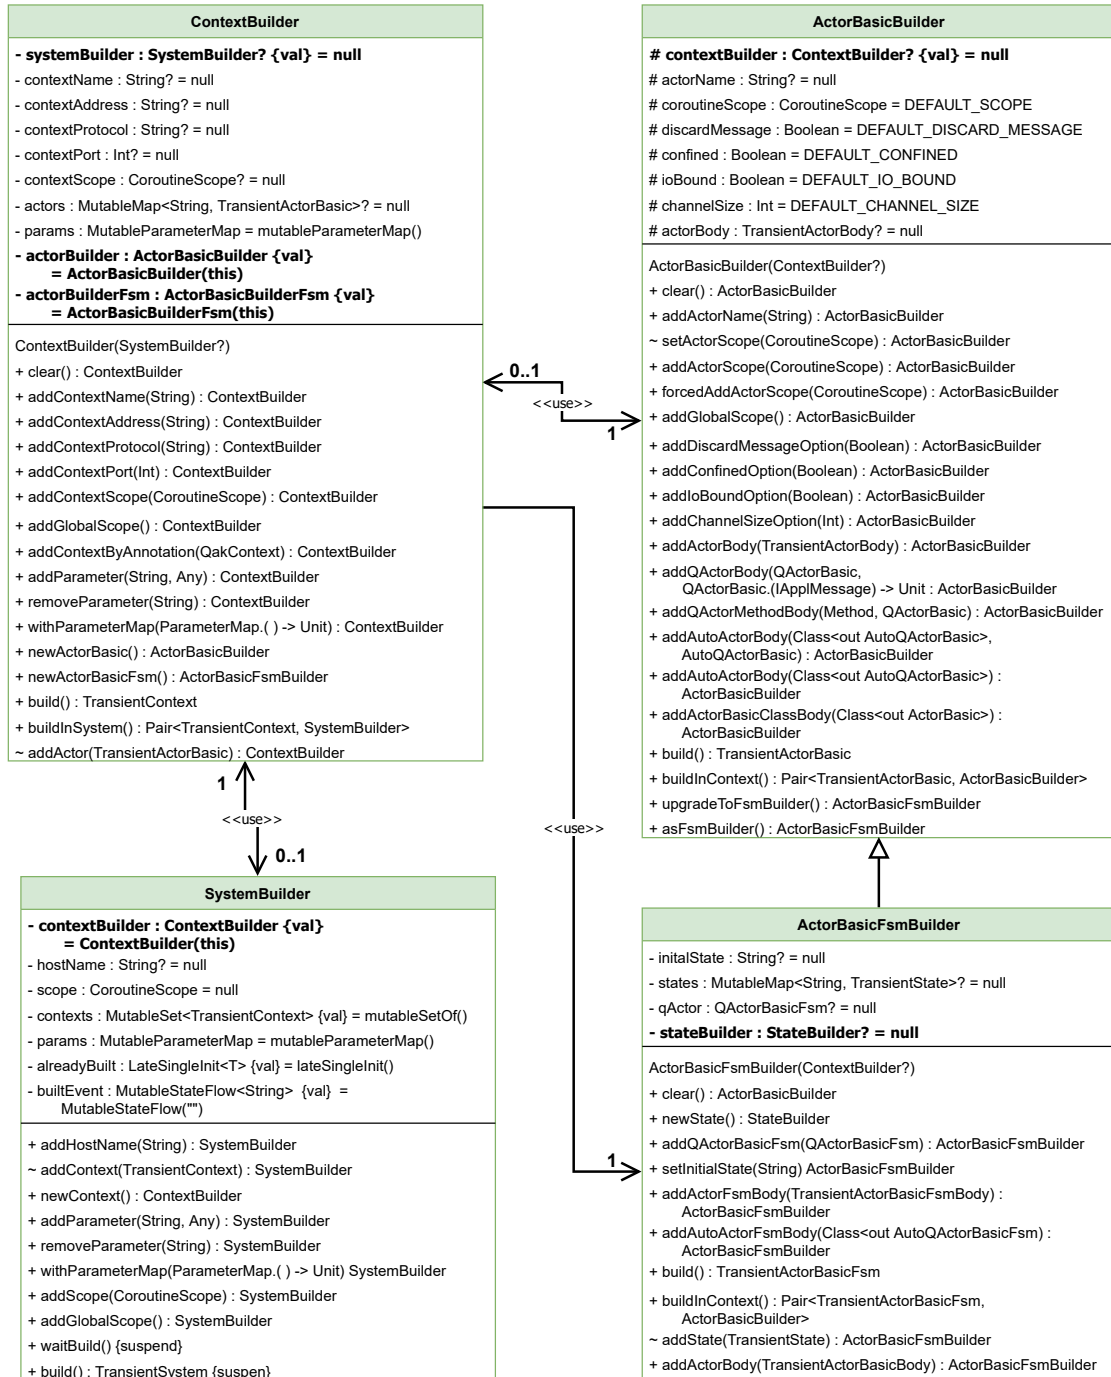 ContextBuilder
- systemBuilder : SystemBuilder? {val} = null
- contextName : String? = null
- contextAddress : String? = null
- contextProtocol : String? = null
- contextPort : Int? = null
- contextScope : CoroutineScope? = null
- actors : MutableMap<String, TransientActorBasic>? = null
- params : MutableParameterMap = mutableParameterMap()
- actorBuilder : ActorBasicBuilder {val}
= ActorBasicBuilder(this)
- actorBuilderFsm : ActorBasicBuilderFsm {val}
= ActorBasicBuilderFsm(this)
ContextBuilder(SystemBuilder?)
+ clear() : ContextBuilder
+ addContextName(String) : ContextBuilder
+ addContextAddress(String) : ContextBuilder
+ addContextProtocol(String) : ContextBuilder
+ addContextPort(Int) : ContextBuilder
+ addContextScope(CoroutineScope) : ContextBuilder
+ addGlobalScope() : ContextBuilder
+ addContextByAnnotation(QakContext) : ContextBuilder
+ addParameter(String, Any) : ContextBuilder
+ removeParameter(String) : ContextBuilder
+ withParameterMap(ParameterMap.( ) -> Unit) : ContextBuilder
+ newActorBasic() : ActorBasicBuilder
+ newActorBasicFsm() : ActorBasicFsmBuilder
+ build() : TransientContext
+ buildInSystem() : Pair<TransientContext, SystemBuilder>
~ addActor(TransientActorBasic) : ContextBuilder
ActorBasicBuilder
# contextBuilder : ContextBuilder? {val} = null
# actorName : String? = null
# coroutineScope : CoroutineScope = DEFAULT_SCOPE
# discardMessage : Boolean = DEFAULT_DISCARD_MESSAGE
# confined : Boolean = DEFAULT_CONFINED
# ioBound : Boolean = DEFAULT_IO_BOUND
# channelSize : Int = DEFAULT_CHANNEL_SIZE
# actorBody : TransientActorBody? = null
ActorBasicBuilder(ContextBuilder?)
+ clear() : ActorBasicBuilder
+ addActorName(String) : ActorBasicBuilder
~ setActorScope(CoroutineScope) : ActorBasicBuilder
+ addActorScope(CoroutineScope) : ActorBasicBuilder
+ forcedAddActorScope(CoroutineScope) : ActorBasicBuilder
+ addGlobalScope() : ActorBasicBuilder
+ addDiscardMessageOption(Boolean) : ActorBasicBuilder
+ addConfinedOption(Boolean) : ActorBasicBuilder
+ addIoBoundOption(Boolean) : ActorBasicBuilder
+ addChannelSizeOption(Int) : ActorBasicBuilder
+ addActorBody(TransientActorBody) : ActorBasicBuilder
+ addQActorBody(QActorBasic,
QActorBasic.(IApplMessage) -> Unit : ActorBasicBuilder
+ addQActorMethodBody(Method, QActorBasic) : ActorBasicBuilder
+ addAutoActorBody(Class<out AutoQActorBasic>,
AutoQActorBasic) : ActorBasicBuilder
+ addAutoActorBody(Class<out AutoQActorBasic>) :
ActorBasicBuilder
+ addActorBasicClassBody(Class<out ActorBasic>) :
ActorBasicBuilder
+ build() : TransientActorBasic
+ buildInContext() : Pair<TransientActorBasic, ActorBasicBuilder>
+ upgradeToFsmBuilder() : ActorBasicFsmBuilder
+ asFsmBuilder() : ActorBasicFsmBuilder
0..1
<<use>>
1
1
<<use>>
0..1
<<use>>
1
SystemBuilder
- contextBuilder : ContextBuilder {val}
= ContextBuilder(this)
- hostName : String? = null
- scope : CoroutineScope = null
- contexts : MutableSet<TransientContext> {val} = mutableSetOf()
- params : MutableParameterMap = mutableParameterMap()
- alreadyBuilt : LateSingleInit<T> {val} = lateSingleInit()
- builtEvent : MutableStateFlow<String> {val} =
MutableStateFlow("")
+ addHostName(String) : SystemBuilder
~ addContext(TransientContext) : SystemBuilder
+ newContext() : ContextBuilder
+ addParameter(String, Any) : SystemBuilder
+ removeParameter(String) : SystemBuilder
+ withParameterMap(ParameterMap.( ) -> Unit) SystemBuilder
+ addScope(CoroutineScope) : SystemBuilder
+ addGlobalScope() : SystemBuilder
+ waitBuild() {suspend}
+ build() : TransientSystem {suspen}
ActorBasicFsmBuilder
- initalState : String? = null
- states : MutableMap<String, TransientState>? = null
- qActor : QActorBasicFsm? = null
- stateBuilder : StateBuilder? = null
ActorBasicFsmBuilder(ContextBuilder?)
+ clear() : ActorBasicBuilder
+ newState() : StateBuilder
+ addQActorBasicFsm(QActorBasicFsm) : ActorBasicFsmBuilder
+ setInitialState(String) ActorBasicFsmBuilder
+ addActorFsmBody(TransientActorBasicFsmBody) :
ActorBasicFsmBuilder
+ addAutoActorFsmBody(Class<out AutoQActorBasicFsm) :
ActorBasicFsmBuilder
+ build() : TransientActorBasicFsm
+ buildInContext() : Pair<TransientActorBasicFsm,
ActorBasicBuilder>
~ addState(TransientState) : ActorBasicFsmBuilder
+ addActorBody(TransientActorBasicBody) : ActorBasicFsmBuilder